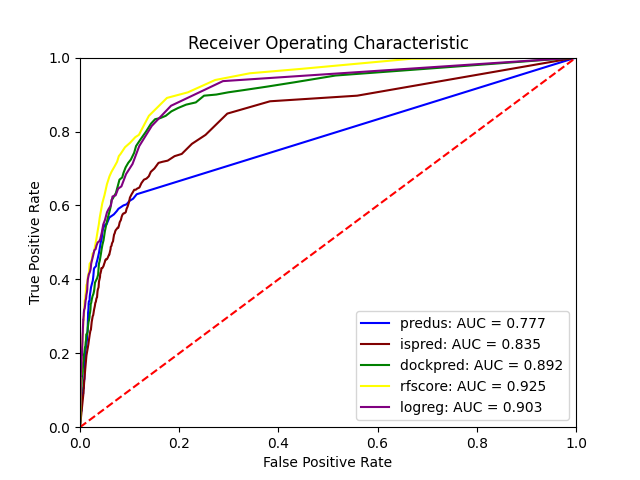 Receiver Operating Characteristic
True Positive Rate
1.0
0.8
0.6
0.4
0.2
0.0
predus: AUC = 0.777
ispred: AUC = 0.835
dockpred: AUC = 0.892
rfscore: AUC = 0.925
logreg: AUC = 0.903
0.0 0.2 0.4 0.6 0.8 1.0
False Positive Rate